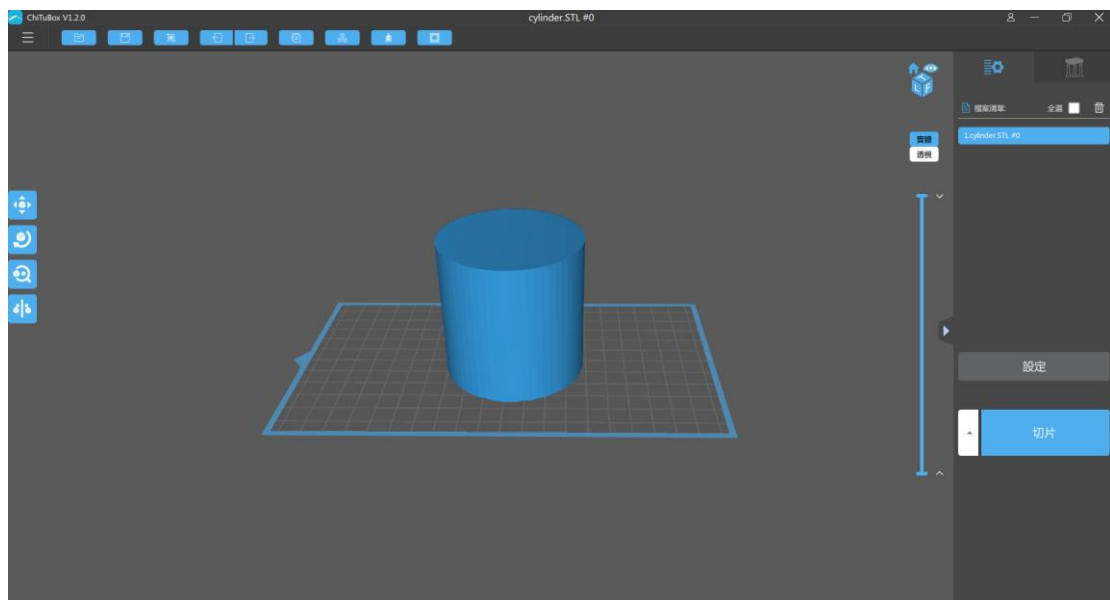 ChiTuBox V1.2.0
cylinder.STL #0
檔案清單:
全選
1.cylinder.STL #0
實體
透視
設定
切片